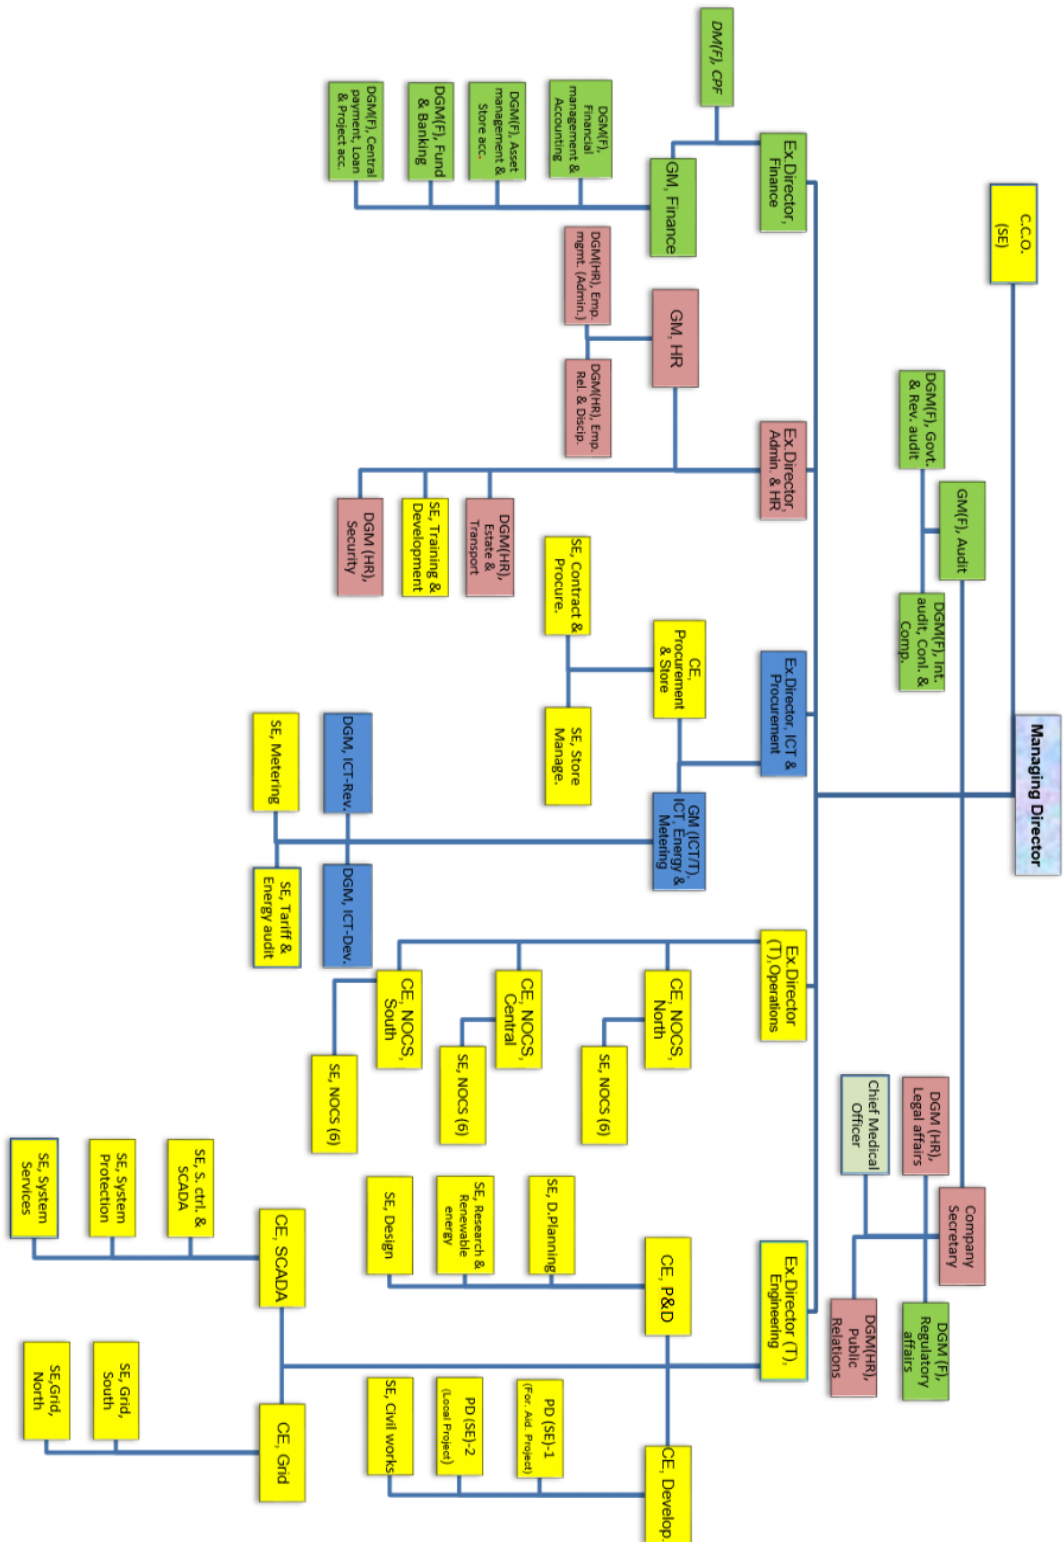 Managing Director
C.C.O.
(SE)
GM(F), Audit
DGM(F), Govt.
& Rev. audit
DGM(F), Int.
audit, Conl. &
Comp.
Company
Secretary
DGM (HR),
Legal affairs
DGM (F),
Regulatory
affairs
Chief Medical
Officer
DGM(HR),
Public
Relations
Ex.Director,
Finance
DM(F), CPF
GM, Finance
DGM(F),
Financial
management &
Accounting
DGM(F), Asset
management &
Store acc.
DGM(F), Fund
& Banking
DGM(F), Central
payment, Loan
& Project acc.
Ex.Director,
Admin. & HR
GM, HR
DGM(HR), Emp.
mgmt. (Admin.)
DGM(HR), Emp.
Rel. & Discip.
DGM(HR),
Estate &
Transport
SE, Training &
Development
DGM (HR),
Security
Ex.Director, ICT &
Procurement
CE,
Procurement
& Store
SE, Contract &
Procure.
SE, Store
Manage.
GM (ICT/T),
ICT, Energy &
Metering
DGM, ICT-Rev.
DGM, ICT-Dev.
SE, Metering
SE, Tariff &
Energy audit
Ex.Director
(T),Operations
CE, NOCS,
North
SE, NOCS (6)
CE, NOCS,
Central
SE, NOCS (6)
CE, NOCS,
South
SE, NOCS (6)
Ex.Director (T),
Engineering
CE, P&D
SE, D.Planning
SE, Research &
Renewable
energy
SE, Design
CE, Develop.
PD (SE)-1
(For. Aid. Project)
PD (SE)-2
(Local Project)
SE, Civil works
CE, SCADA
SE, S. ctrl. &
SCADA
SE, System
Protection
SE, System
Services
CE, Grid
SE, Grid,
South
SE,Grid,
North